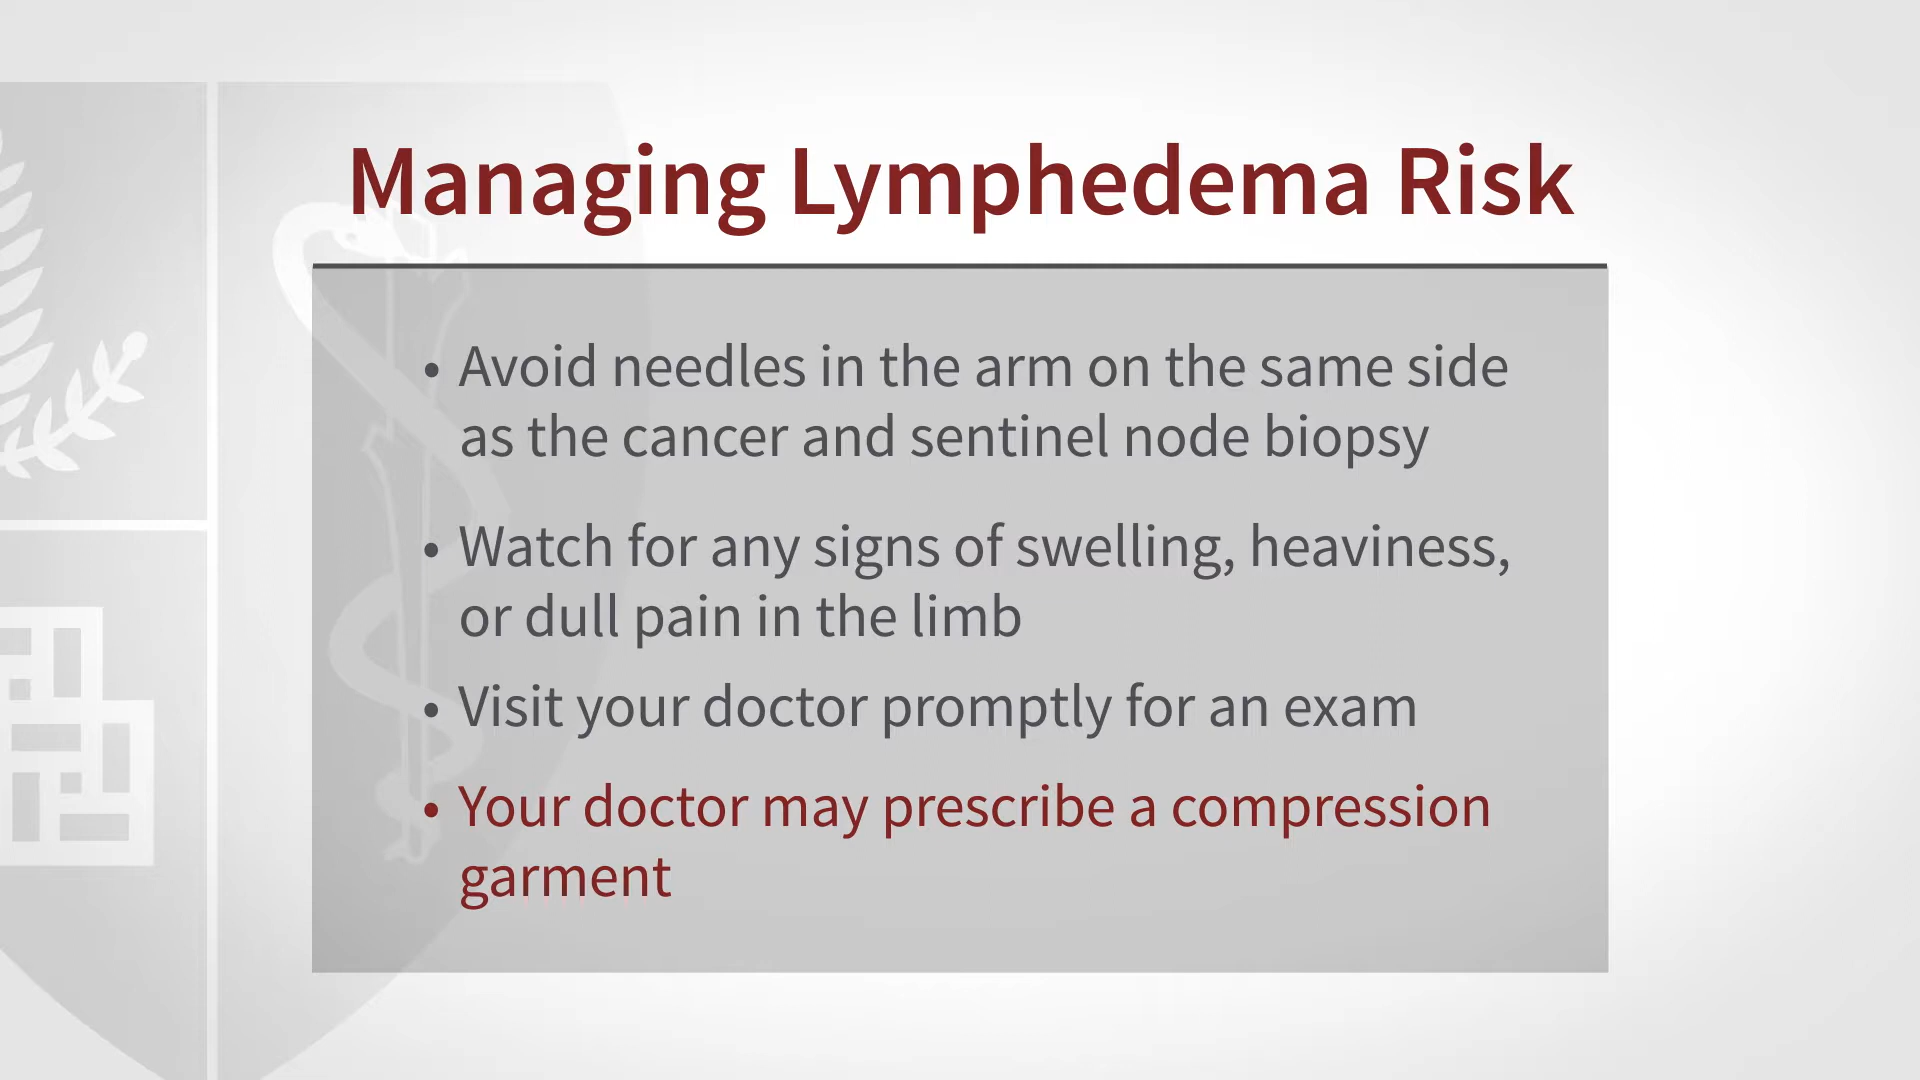 Managing Lymphedema Risk
• Avoid needles in the arm on the same side
as the cancer and sentinel node biopsy
• Watch for any signs of swelling, heaviness,
or dull pain in the limb
• Visit your doctor promptly for an exam
• Your doctor may prescribe a compression
garment